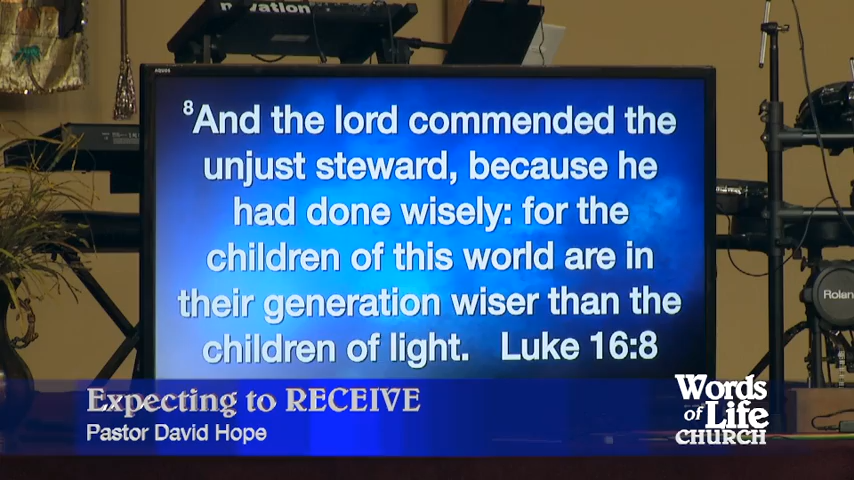 novation
AQUOS
⁸And the lord commended the
unjust steward, because he
had done wisely: for the
children of this world are in
their generation wiser than the
children of light. Luke 16:8
Roland
Expecting to RECEIVE
Pastor David Hope
Words
of Life
CHURCH